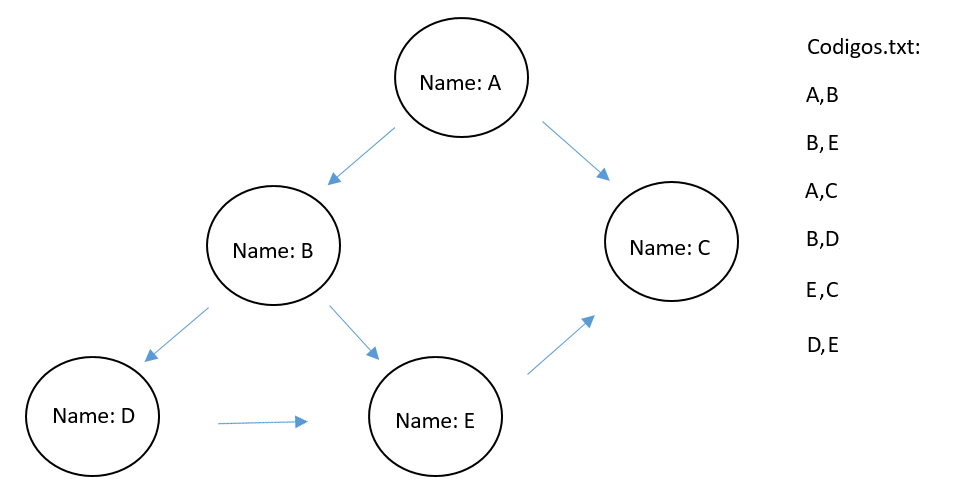 Name: A
Name: B
Name: C
Name: D
Name: E
Codigos.txt:
A,B
B,E
A,C
B,D
E,C
D,E